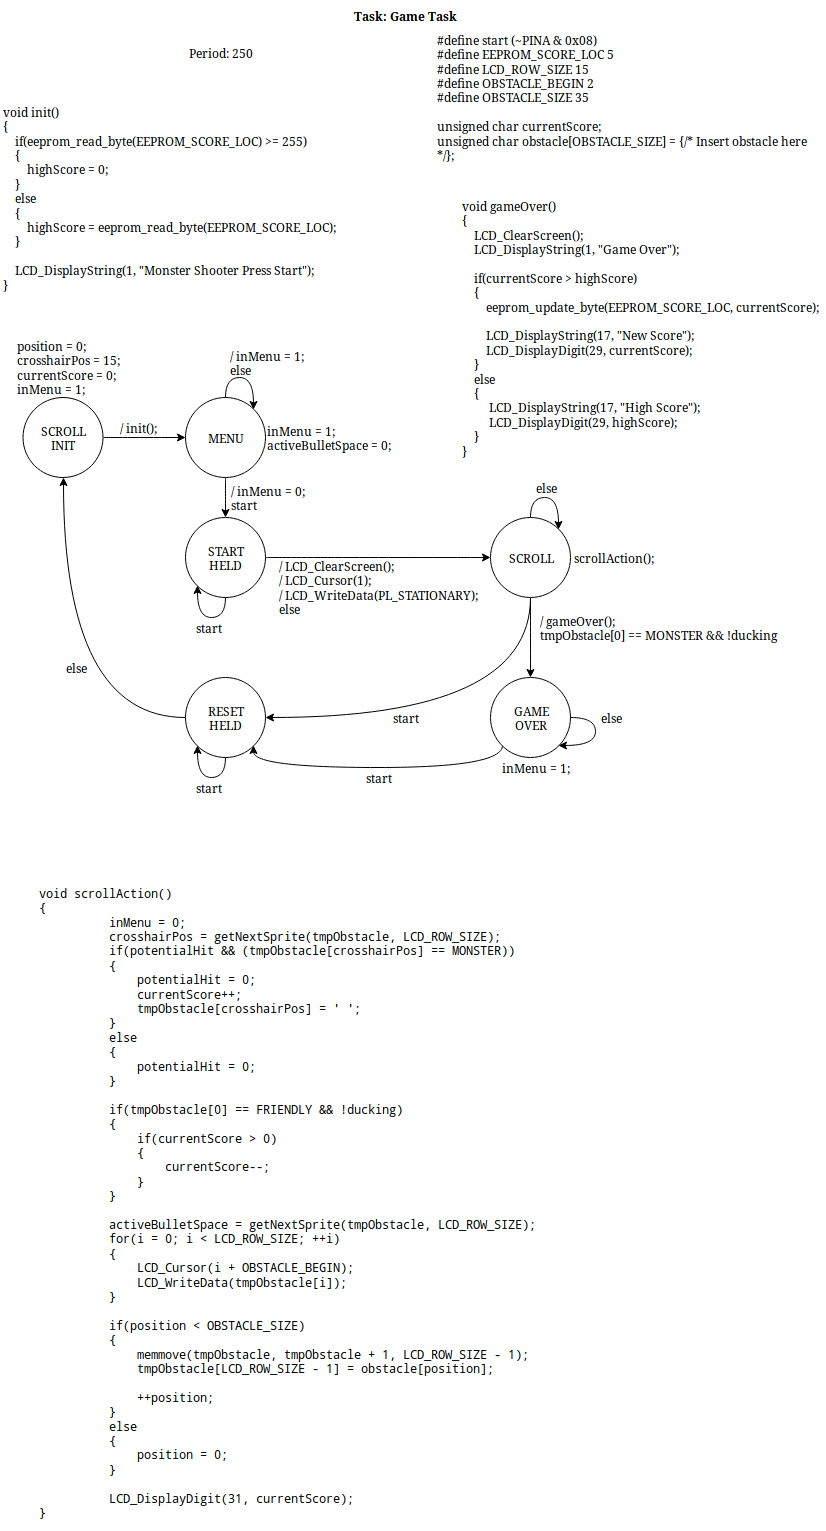 Task: Game Task
Period: 250
#define start (~PINA & 0x08)
#define EEPROM_SCORE_LOC 5
#define LCD_ROW_SIZE 15
#define OBSTACLE_BEGIN 2
#define OBSTACLE_SIZE 35
unsigned char currentScore;
unsigned char obstacle[OBSTACLE_SIZE] = {/* Insert obstacle here
*/};
void init()
{
if(eeprom_read_byte(EEPROM_SCORE_LOC) >= 255)
{
highScore = 0;
}
else
{
highScore = eeprom_read_byte(EEPROM_SCORE_LOC);
}
LCD_DisplayString(1, "Monster Shooter Press Start");
}
void gameOver()
{
LCD_ClearScreen();
LCD_DisplayString(1, "Game Over");
if(currentScore > highScore)
{
eeprom_update_byte(EEPROM_SCORE_LOC, currentScore);
LCD_DisplayString(17, "New Score");
LCD_DisplayDigit(29, currentScore);
}
else
{
LCD_DisplayString(17, "High Score");
LCD_DisplayDigit(29, highScore);
}
}
position = 0;
crosshairPos = 15;
currentScore = 0;
inMenu = 1;
SCROLL
INIT
/ init();
/ inMenu = 1;
else
MENU
inMenu = 1;
activeBulletSpace = 0;
/ inMenu = 0;
start
START
HELD
start
/ LCD_ClearScreen();
/ LCD_Cursor(1);
/ LCD_WriteData(PL_STATIONARY);
else
else
SCROLL
scrollAction();
/ gameOver();
tmpObstacle[0] == MONSTER && !ducking
else
RESET
HELD
start
start
GAME
OVER
else
inMenu = 1;
start
void scrollAction()
{
inMenu = 0;
crosshairPos = getNextSprite(tmpObstacle, LCD_ROW_SIZE);
if(potentialHit && (tmpObstacle[crosshairPos] == MONSTER))
{
potentialHit = 0;
currentScore++;
tmpObstacle[crosshairPos] = ' ';
}
else
{
potentialHit = 0;
}
if(tmpObstacle[0] == FRIENDLY && !ducking)
{
if(currentScore > 0)
{
currentScore--;
}
}
activeBulletSpace = getNextSprite(tmpObstacle, LCD_ROW_SIZE);
for(i = 0; i < LCD_ROW_SIZE; ++i)
{
LCD_Cursor(i + OBSTACLE_BEGIN);
LCD_WriteData(tmpObstacle[i]);
}
if(position < OBSTACLE_SIZE)
{
memmove(tmpObstacle, tmpObstacle + 1, LCD_ROW_SIZE - 1);
tmpObstacle[LCD_ROW_SIZE - 1] = obstacle[position];
++position;
}
else
{
position = 0;
}
LCD_DisplayDigit(31, currentScore);
}